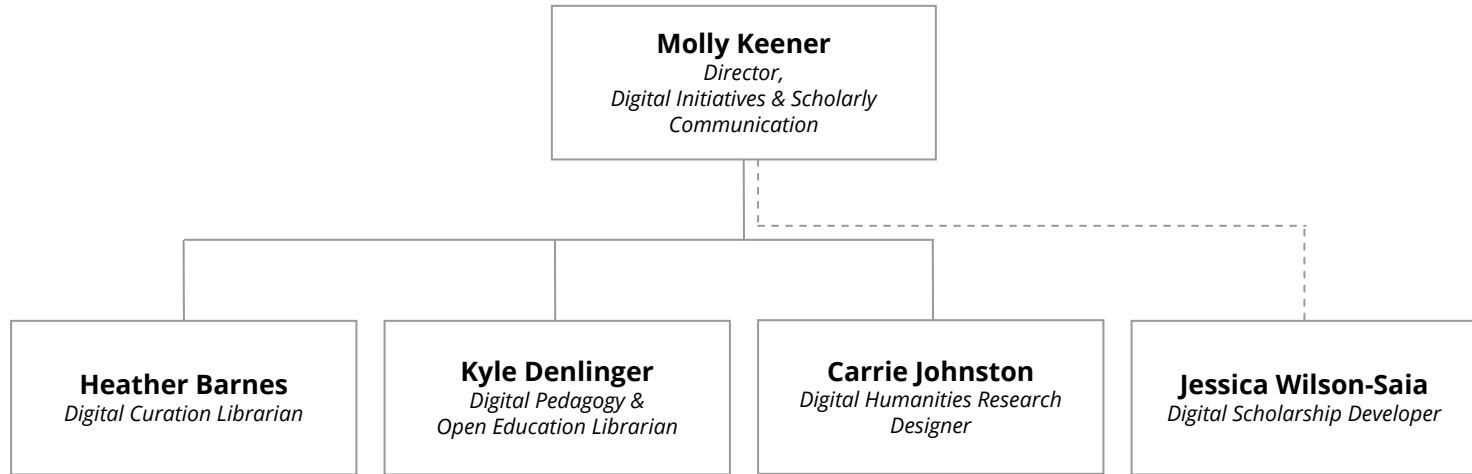 Molly Keener
Director,
Digital Initiatives & Scholarly
Communication
Heather Barnes
Digital Curation Librarian
Kyle Denlinger
Digital Pedagogy &
Open Education Librarian
Carrie Johnston
Digital Humanities Research
Designer
Jessica Wilson-Saia
Digital Scholarship Developer